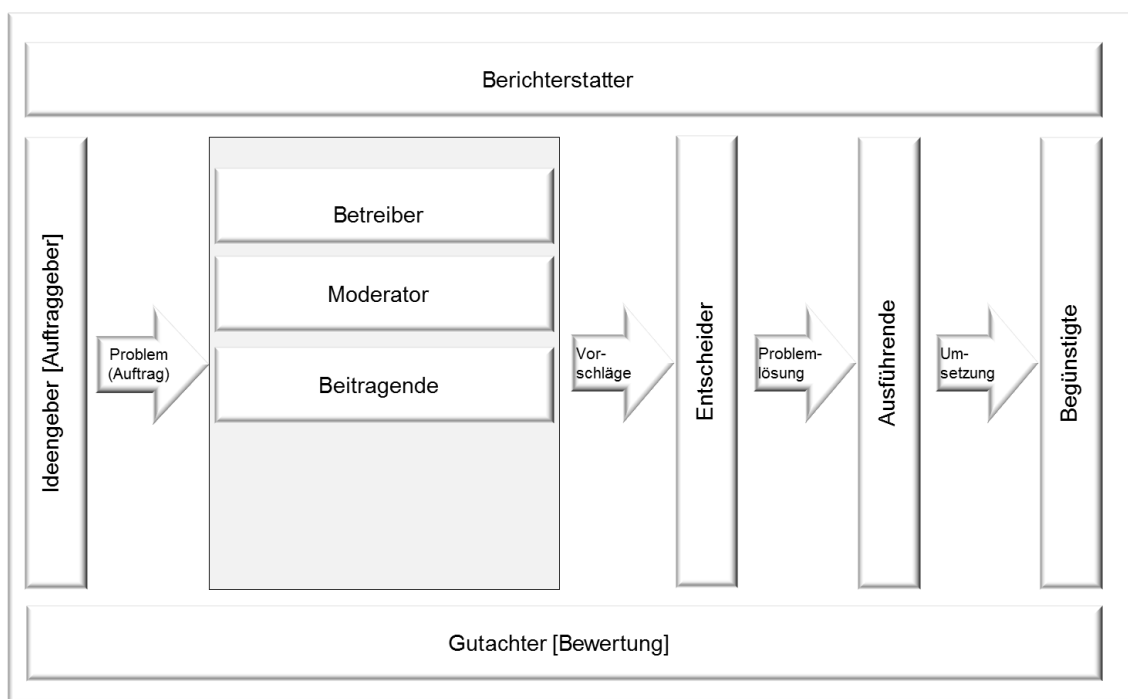 Berichterstatter
Ideengeber [Auftraggeber]
Problem
(Auftrag)
Betreiber
Moderator
Beitragende
Vor-
schläge
Entscheider
Problem-
lösung
Ausführende
Um-
setzung
Begünstigte
Gutachter [Bewertung]